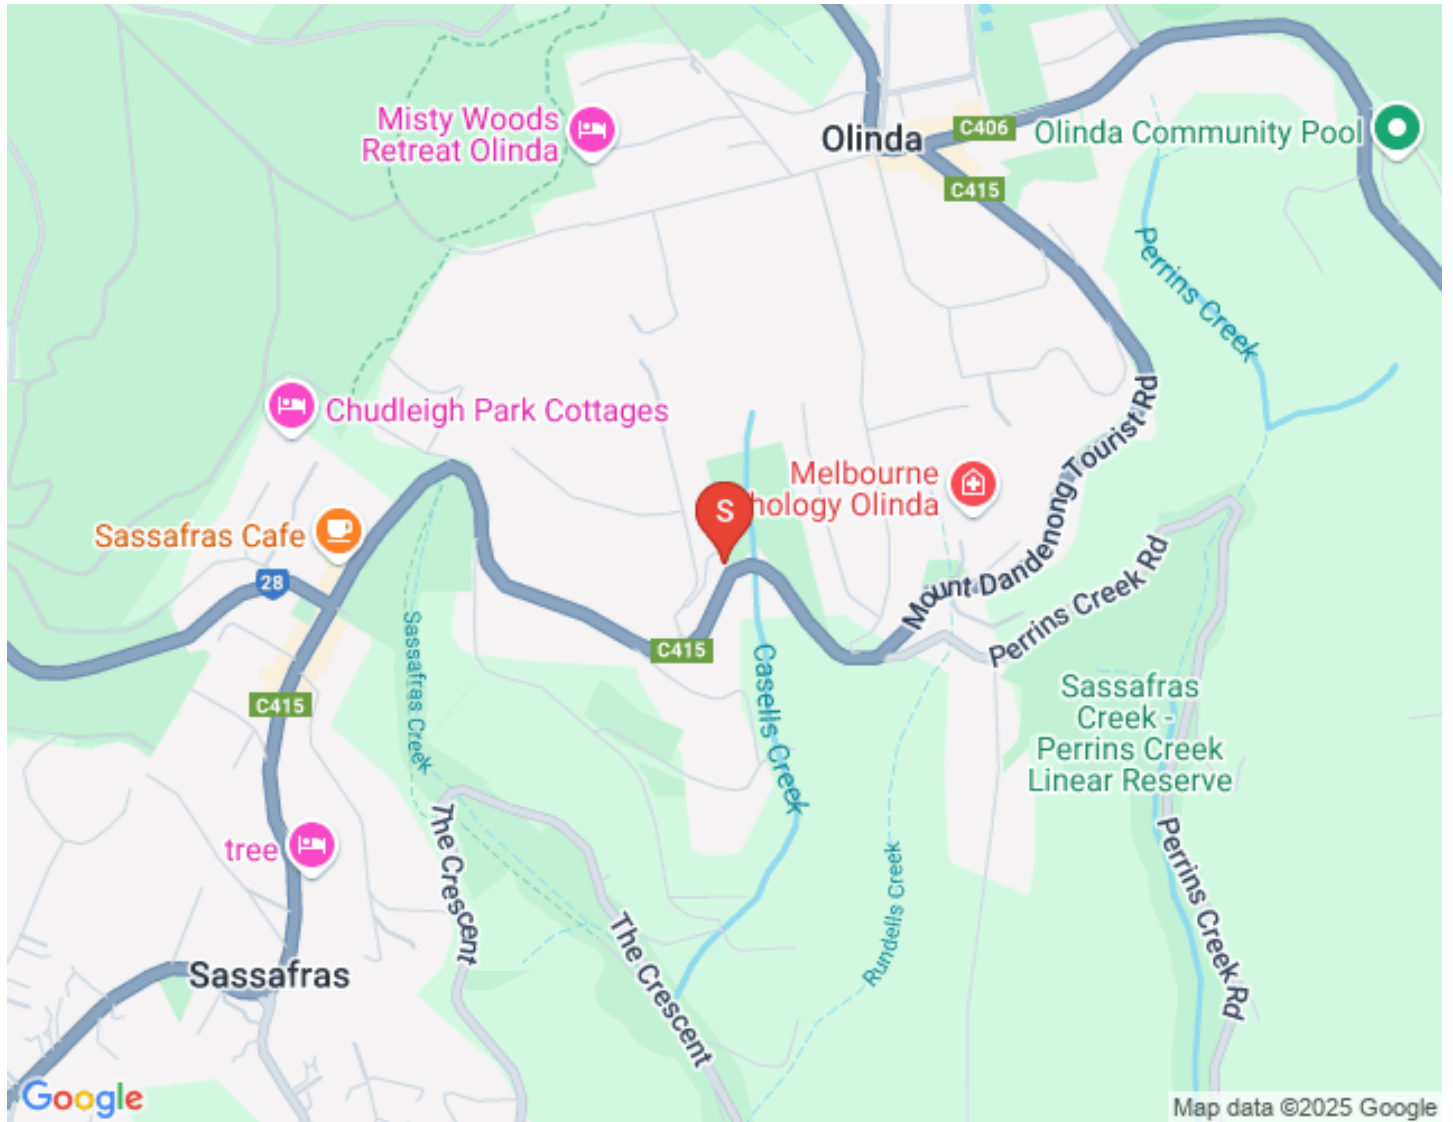 Misty Woods
Retreat Olinda
Olinda
C406
Olinda Community Pool
C415
Perrins Creek
Chudleigh Park Cottages
Melbourne
hology Olinda
S
Sassafras Cafe
28
Mount Dandenong Tourist Rd
Perrins Creek Rd
C415
Sassafras Creek
Casells Creek
C415
Sassafras
Creek -
Perrins Creek
Linear Reserve
tree
The Crescent
Rundells Creek
Perrins Creek Rd
The Crescent
Sassafras
Google
Map data ©2025 Google